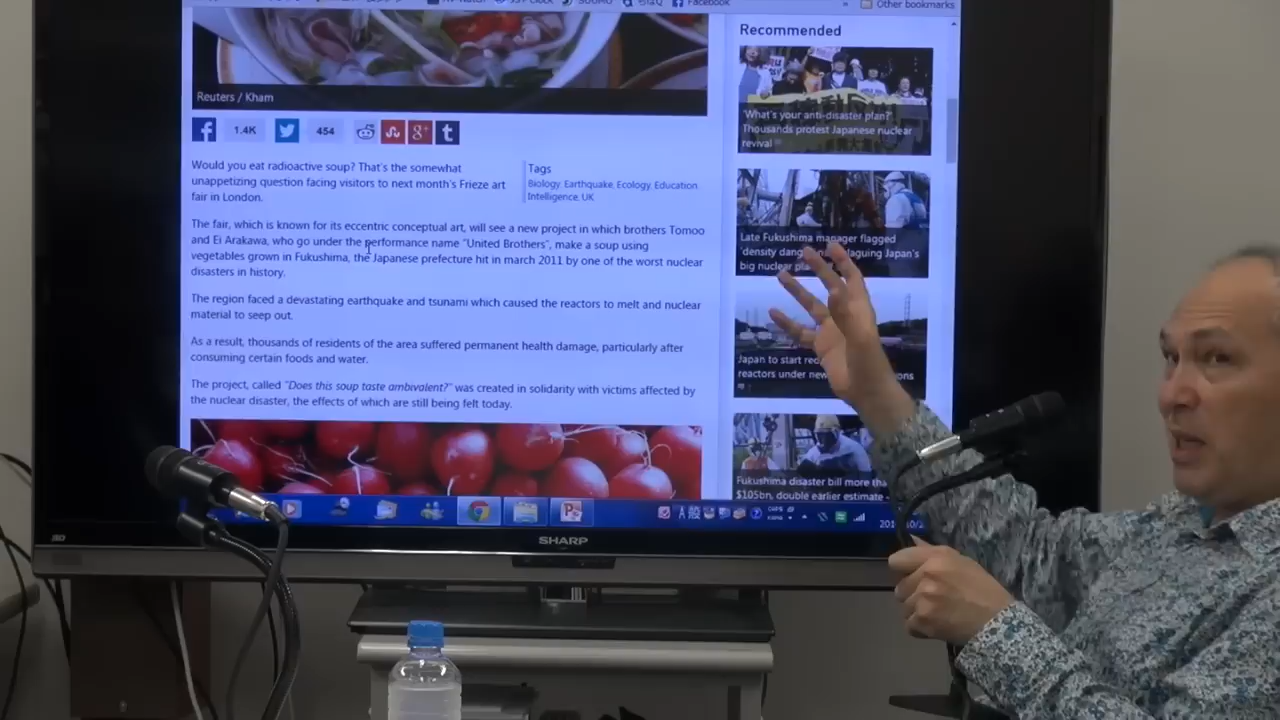 Other bookmarks
Facebook
Recommended
Reuters / Kham
1.4K
454
Would you eat radioactive soup? That's the somewhat
unappetizing question facing visitors to next month's Frieze art
fair in London.
Tags
Biology, Earthquake, Ecology, Education,
Intelligence, UK
The fair, which is known for its eccentric conceptual art, will see a new project in which brothers Tomoo
and Ei Arakawa, who go under the performance name "United Brothers", make a soup using
vegetables grown in Fukushima, the Japanese prefecture hit in march 2011 by one of the worst nuclear
disasters in history.
The region faced a devastating earthquake and tsunami which caused the reactors to melt and nuclear
material to seep out.
As a result, thousands of residents of the area suffered permanent health damage, particularly after
consuming certain foods and water.
The project, called "Does this soup taste ambivalent?" was created in solidarity with victims affected by
the nuclear disaster, the effects of which are still being felt today.
'What's your anti-disaster plan?'
Thousands protest Japanese nuclear
revival
Late Fukushima manager flagged
'density Japan's
big nuclear
Japan to start
reactors under
Fukushima disaster bill more
$105bn, double earlier estimate -
A 般
SHARP